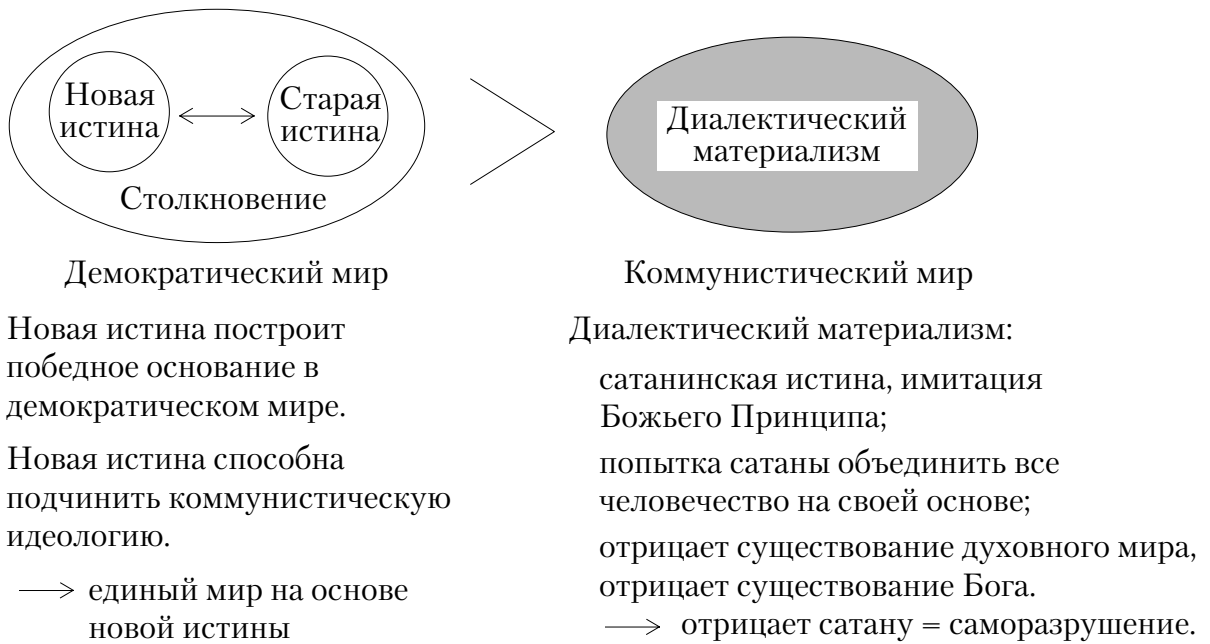 Новая
истина
Старая
истина
Столкновение
Диалектический
материализм
Демократический мир
Коммунистический мир
Новая истина построит
победное основание в
демократическом мире.
Новая истина способна
подчинить коммунистическую
идеологию.
единый мир на основе
новой истины
Диалектический материализм:
сатанинская истина, имитация
Божьего Принципа;
попытка сатаны объединить все
человечество на своей основе;
отрицает существование духовного мира,
отрицает существование Бога.
отрицает сатану = саморазрушение.